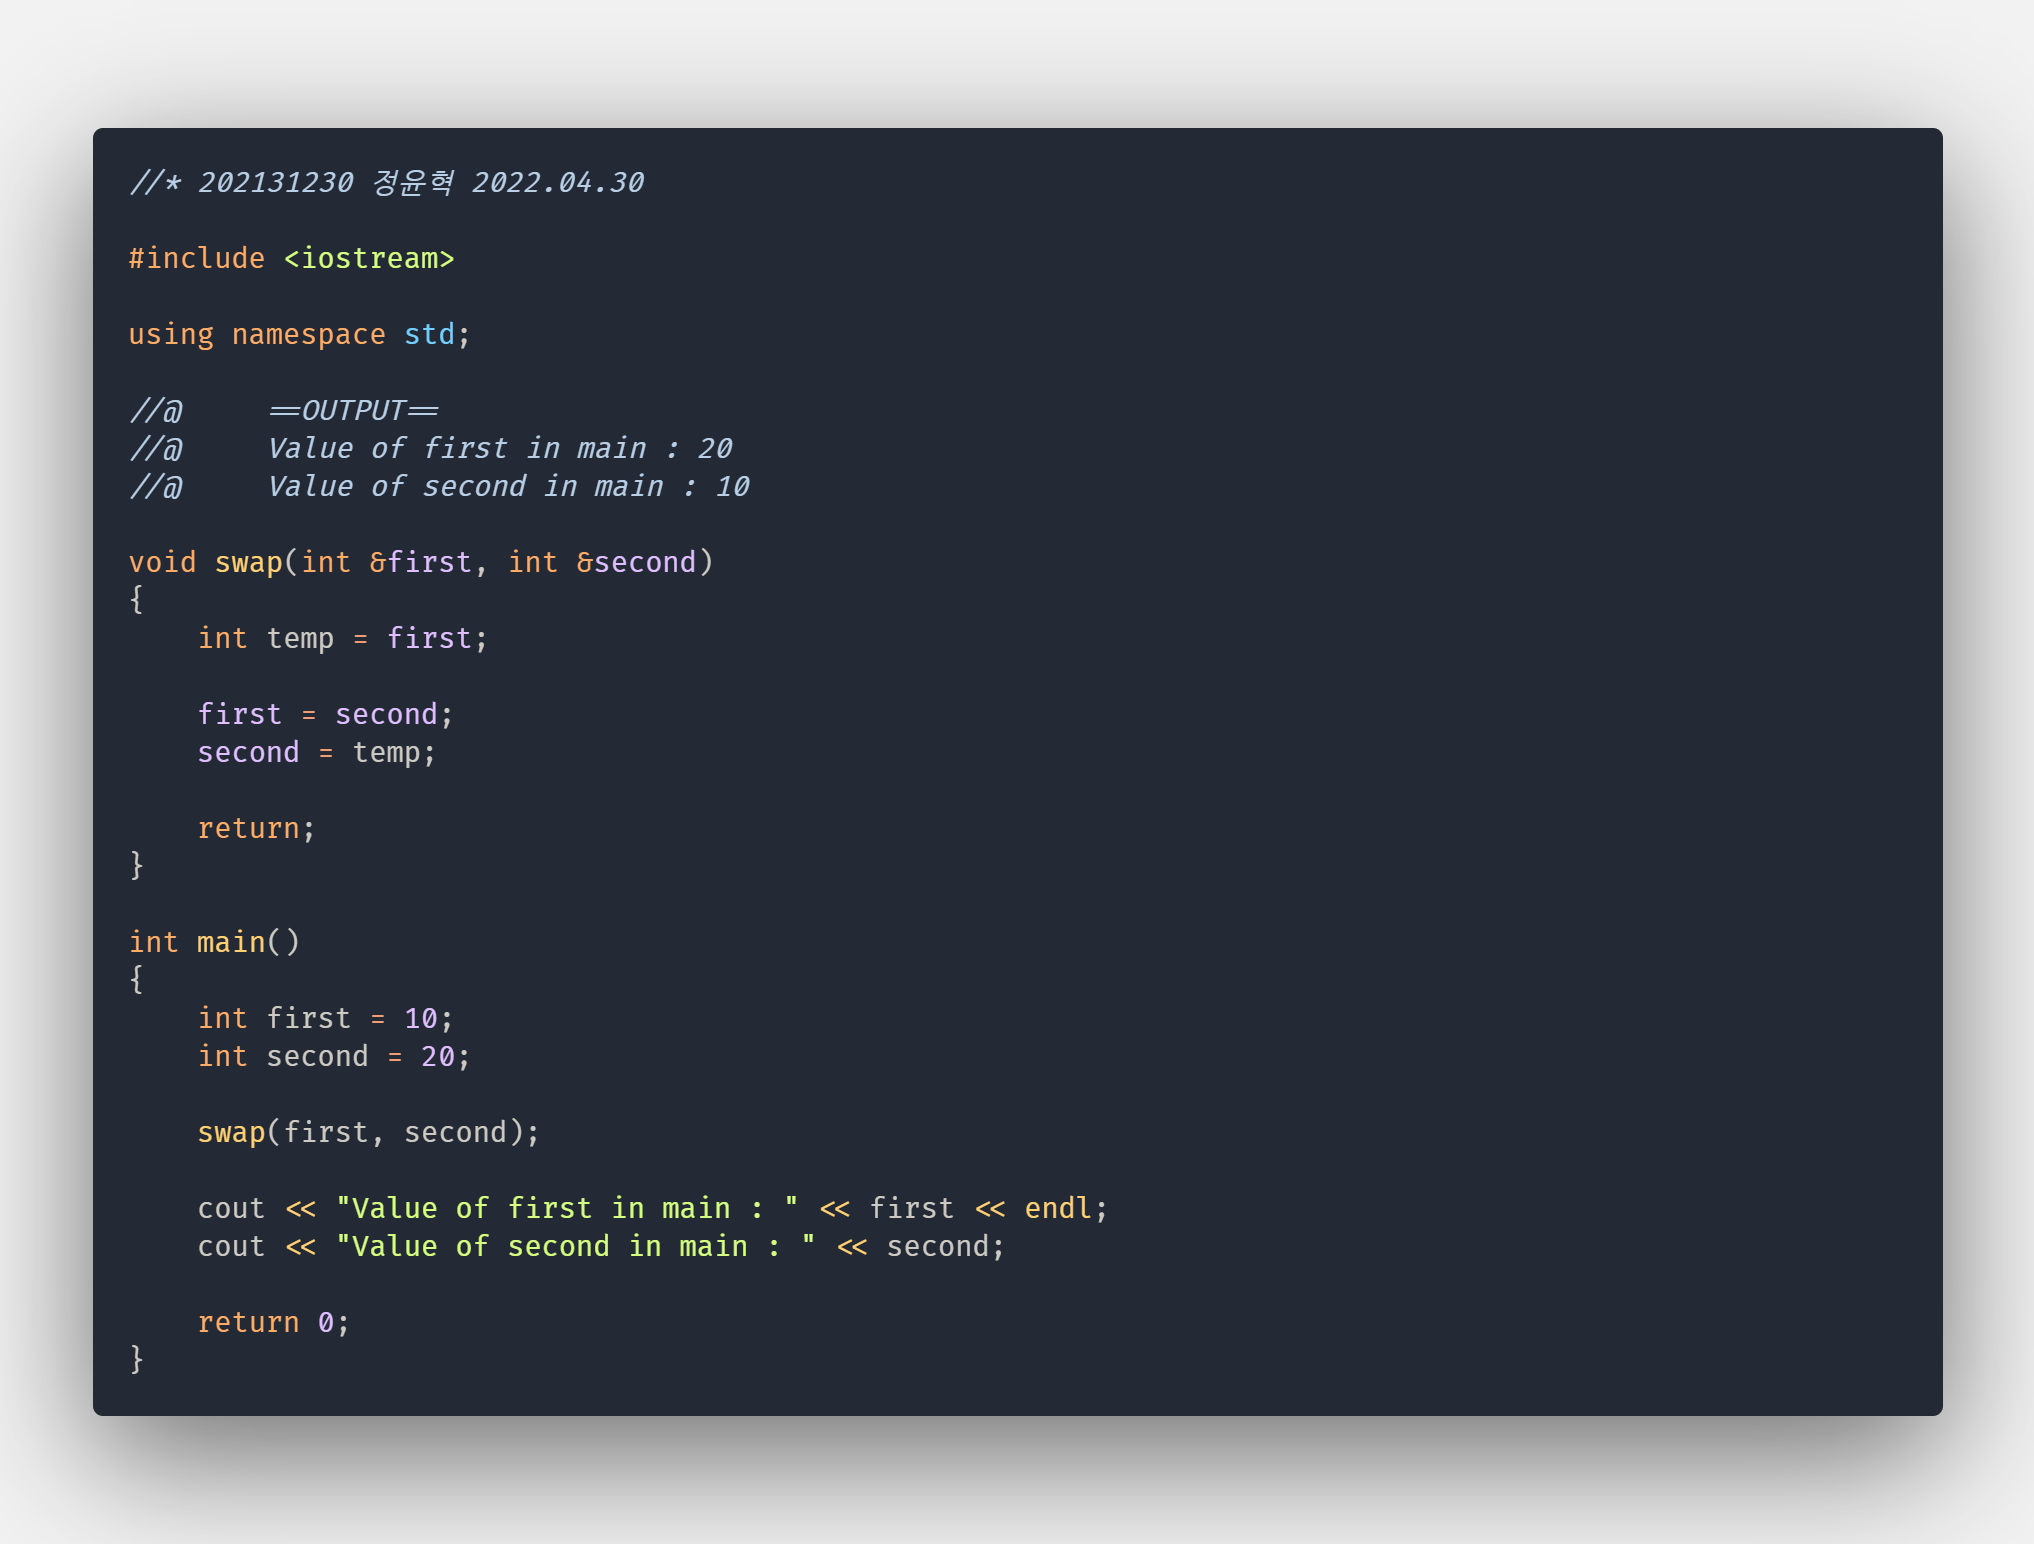 //* 202131230 정윤혁 2022.04.30
#include <iostream>
using namespace std;
//@     ==OUTPUT==
//@     Value of first in main : 20
//@     Value of second in main : 10
void swap(int &first, int &second)
{
    int temp = first;
    first = second;
    second = temp;
    return;
}
int main()
{
    int first = 10;
    int second = 20;
    swap(first, second);
    cout << "Value of first in main : " << first << endl;
    cout << "Value of second in main : " << second;
    return 0;
}